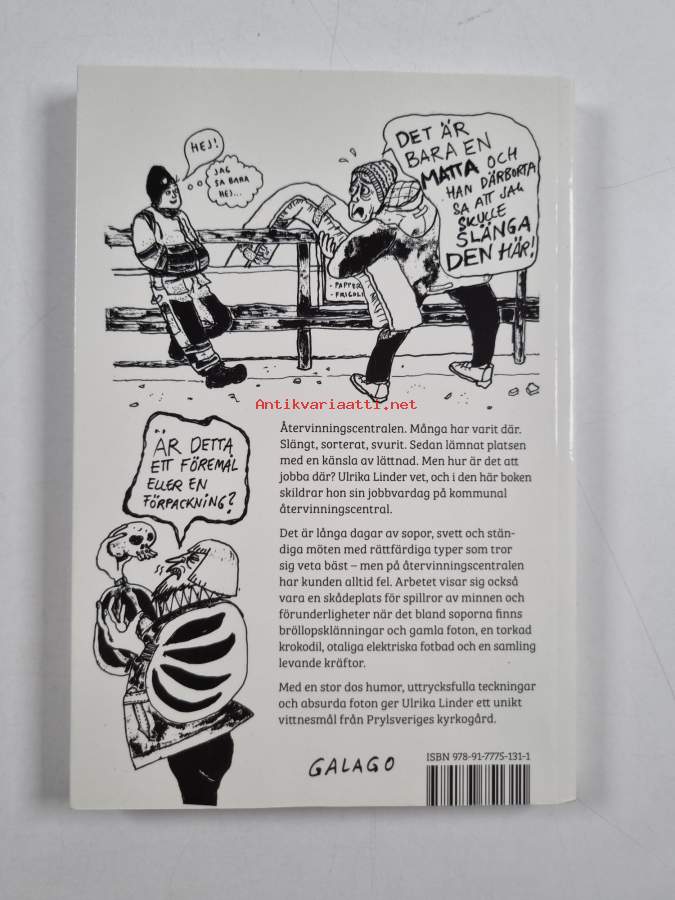 HEJ!
JAG
SA BARA
HEJ...
DET ÄR
BARA EN
MATTA OCH
HAN DÄRBORTA
SA ATT JAG
SKULLE
SLÄNGA
DEN HÄR!
· PAPPER
· FRIGOLI
Antikvariaatti.net
Återvinningscentralen. Många har varit där.
Slängt, sorterat, svurit. Sedan lämnat platsen
med en känsla av lättnad. Men hur är det att
jobba där? Ulrika Linder vet, och i den här boken
skildrar hon sin jobbvardag på kommunal
återvinningscentral.
ÄR DETTA
ETT FÖREMÅL
ELLER EN
FÖRPACKNING?
Det är långa dagar av sopor, svett och stän-
diga möten med rättfärdiga typer som tror
sig veta bäst – men på återvinningscentralen
har kunden alltid fel. Arbetet visar sig också
vara en skådeplats för spillror av minnen och
förunderligheter när det bland soporna finns
bröllopsklänningar och gamla foton, en torkad
krokodil, otaliga elektriska fotbad och en samling
levande kräftor.
Med en stor dos humor, uttrycksfulla teckningar
och absurda foton ger Ulrika Linder ett unikt
vittnesmål från Prylsveriges kyrkogård.
GALAGO
ISBN 978-91-7775-131-1